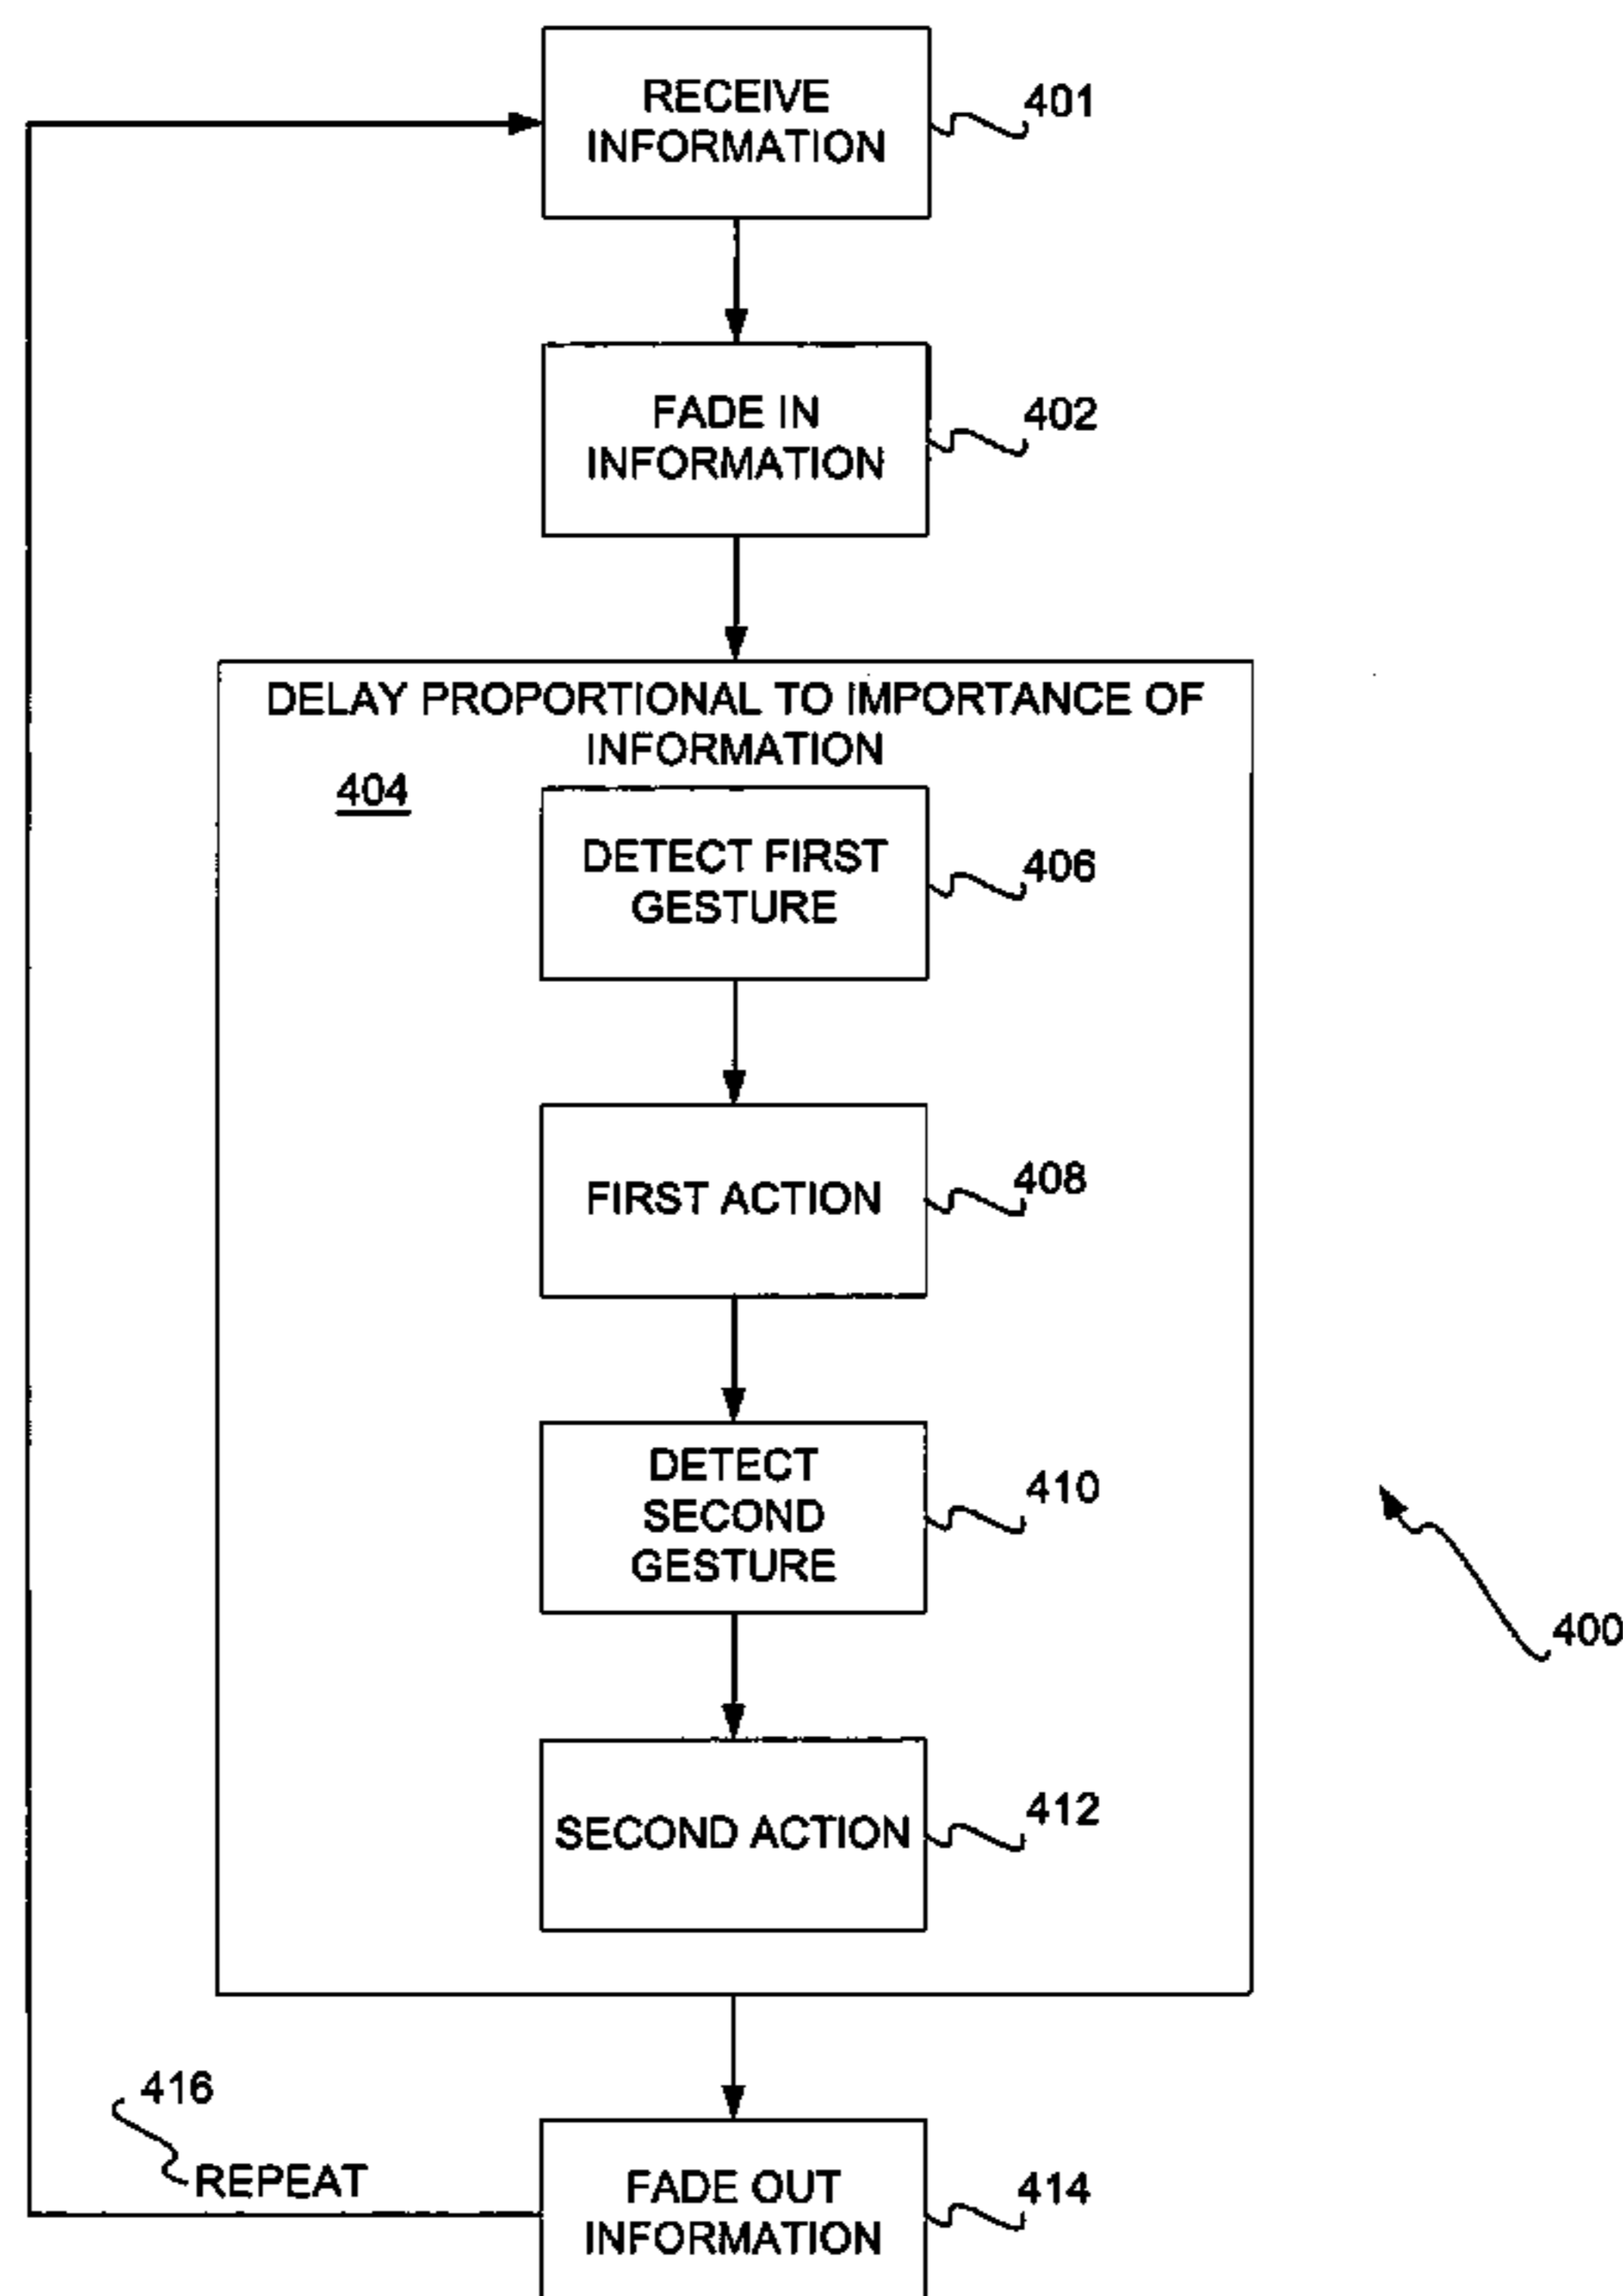 RECEIVE
INFORMATION
401
FADE IN
INFORMATION
402
DELAY PROPORTIONAL TO IMPORTANCE OF
INFORMATION
404
DETECT FIRST
GESTURE
406
FIRST ACTION
408
DETECT
SECOND
GESTURE
410
400
SECOND ACTION
412
416
REPEAT
FADE OUT
INFORMATION
414